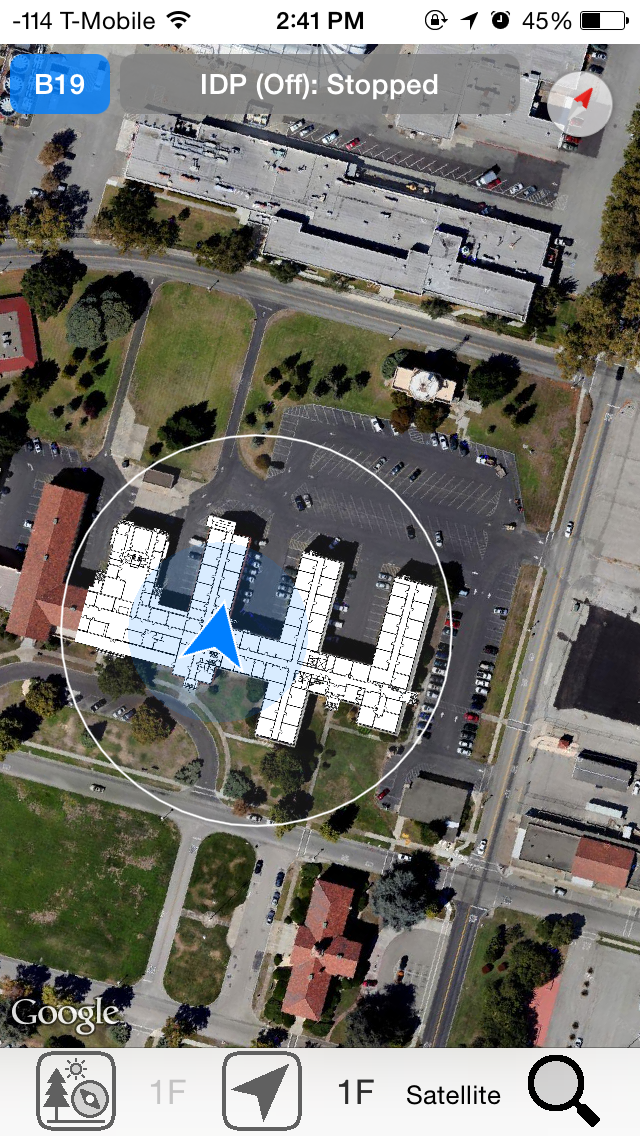 -114 T-Mobile 2:41 PM 45%
B19 IDP (Off): Stopped
Google
1F 1F Satellite